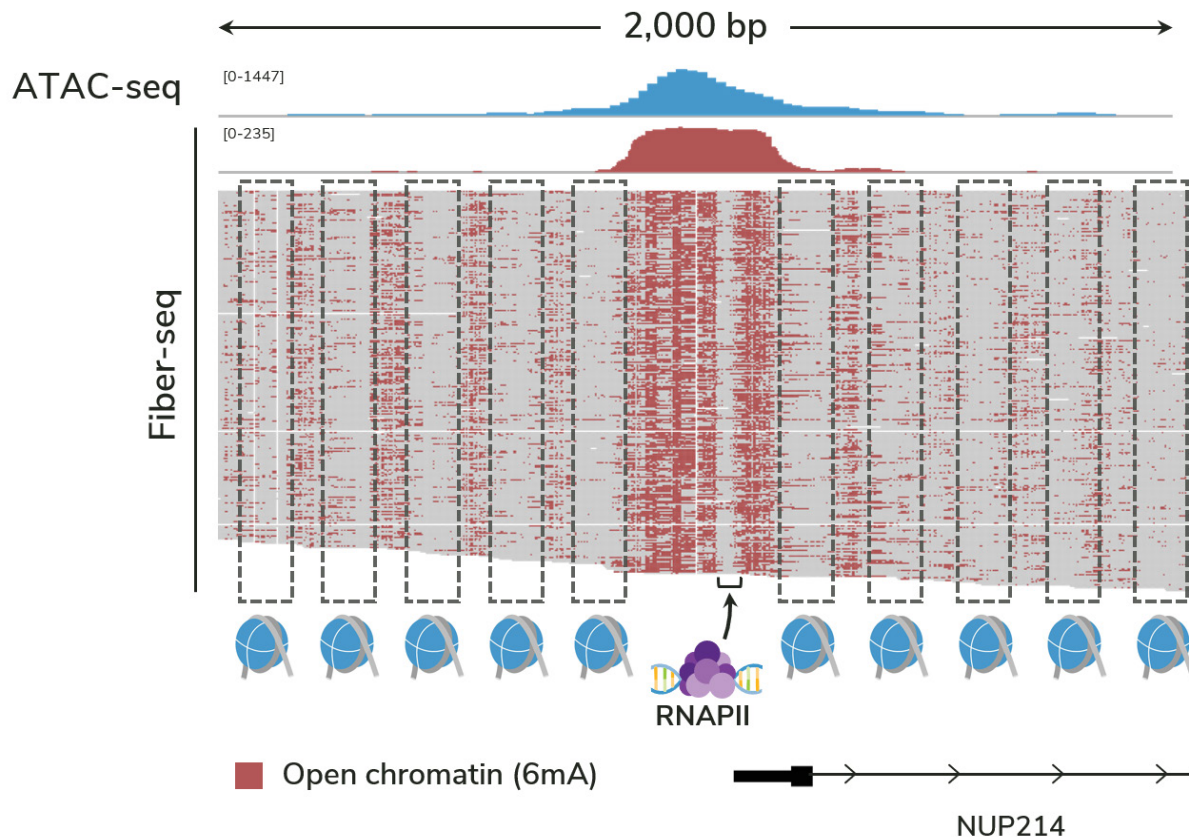 2,000 bp
ATAC-seq
[0-1447]
[0-235]
Fiber-seq
RNAPII
Open chromatin (6mA)
NUP214